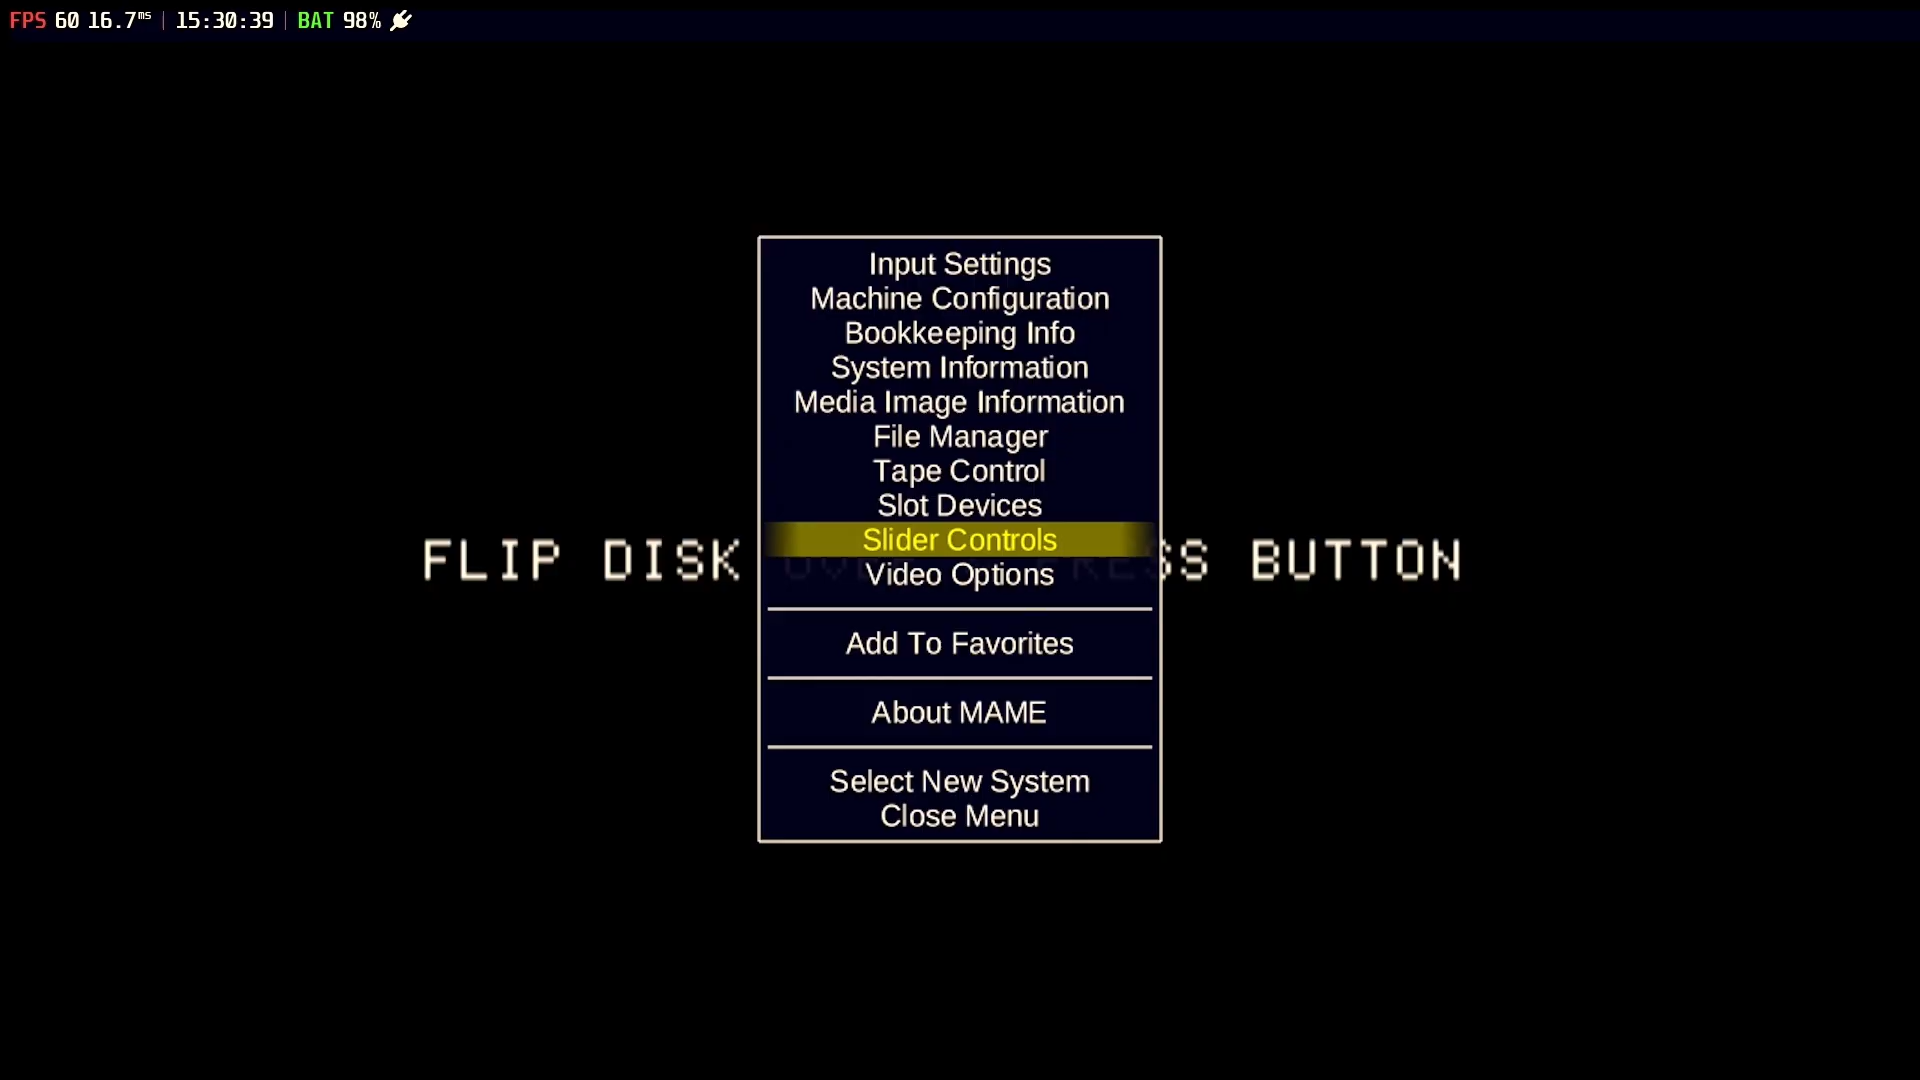 FPS 60 16.7ms | 15:30:39 | BAT 98%
Input Settings
Machine Configuration
Bookkeeping Info
System Information
Media Image Information
File Manager
Tape Control
Slot Devices
Slider Controls
Video Options
FLIP DISK BUTTON
Add To Favorites
About MAME
Select New System
Close Menu